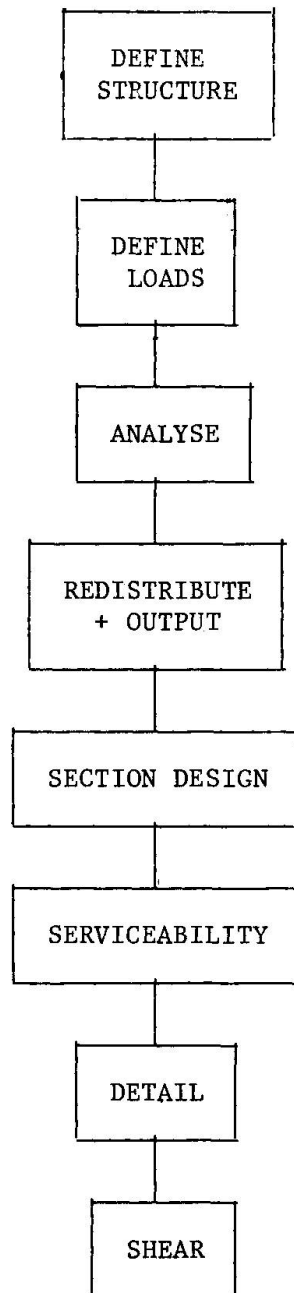 DEFINE
STRUCTURE
DEFINE
LOADS
ANALYSE
REDISTRIBUTE
+ OUTPUT
SECTION DESIGN
SERVICEABILITY
DETAIL
SHEAR